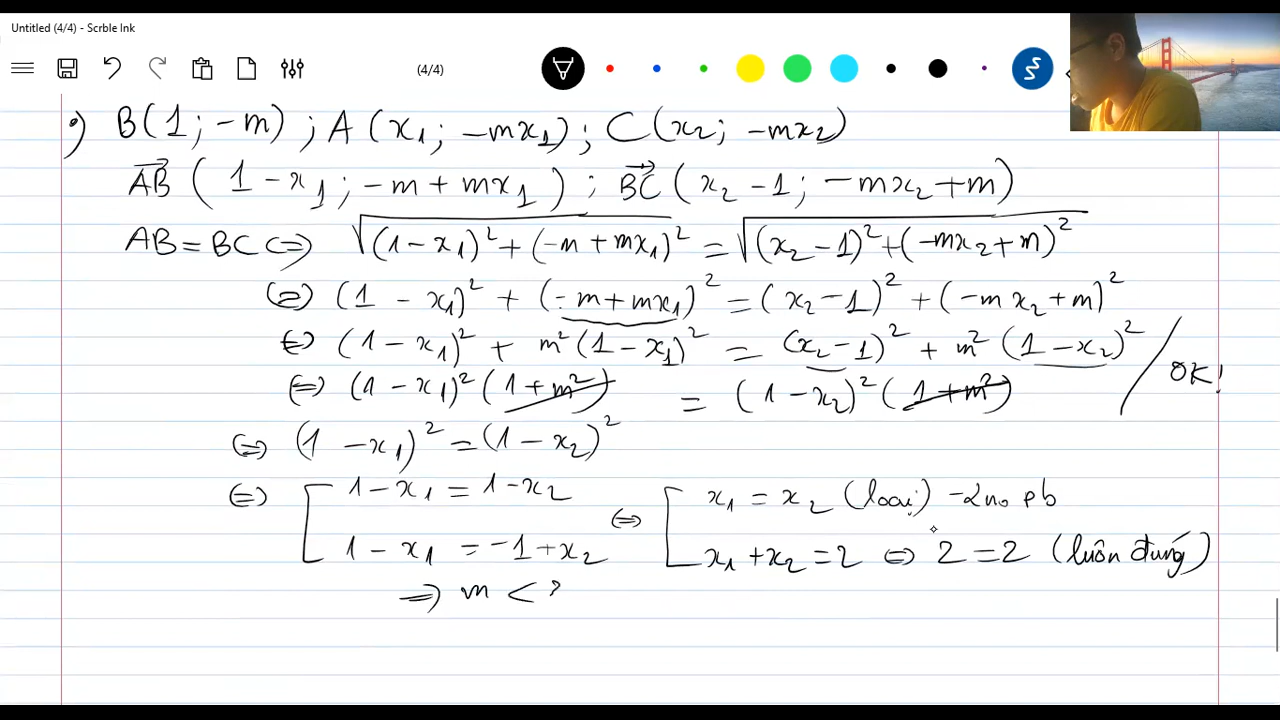 Untitled (4/4) - Scrble Ink
(4/4)
*) B(1; -m) ; A(x₁; -mx₁); C(x₂; -mx₂)
\overrightarrow{AB} (1-x₁; -m+mx₁) ; \overrightarrow{BC} (x₂-1; -mx₂+m)
AB = BC ⇔ √((1-x₁)²+(-m+mx₁)²) = √((x₂-1)²+(-mx₂+m)²)
⇔ (1-x₁)² + (-m+mx₁)² = (x₂-1)² + (-mx₂+m)²
⇔ (1-x₁)² + m²(1-x₁)² = (x₂-1)² + m²(1-x₂)² / OK!
⇔ (1-x₁)²(1+m²) = (1-x₂)²(1+m²)
⇔ (1-x₁)² = (1-x₂)²
⇔ [ 1-x₁ = 1-x₂ ⇔ [ x₁ = x₂ (loại) -2no pb
1-x₁ = -1+x₂ x₁+x₂=2 ⇔ 2=2 (luôn đúng)
⇒ m <